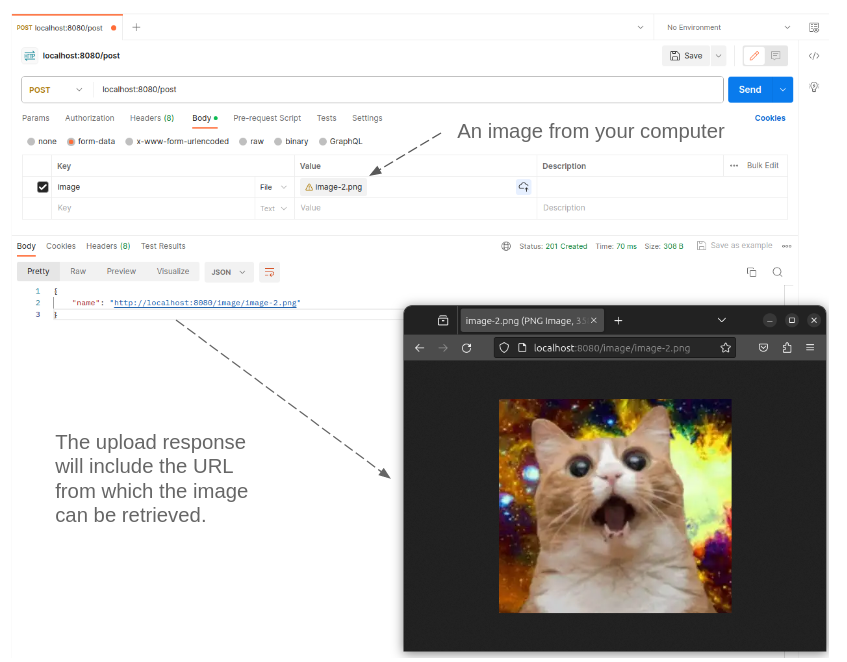 POST localhost:8080/post
No Environment
HTTP localhost:8080/post
Save
POST localhost:8080/post Send
Params Authorization Headers (8) Body Pre-request Script Tests Settings Cookies
An image from your computer
none form-data x-www-form-urlencoded raw binary GraphQL
Key Value Description Bulk Edit
image File image-2.png
Key Text Value Description
Body Cookies Headers (8) Test Results Status: 201 Created Time: 70 ms Size: 308 B Save as example
Pretty Raw Preview Visualize JSON
1 {
2 "name": "http://localhost:8080/image/image-2.png"
3 }
image-2.png (PNG Image, 3
localhost:8080/image/image-2.png
The upload response
will include the URL
from which the image
can be retrieved.